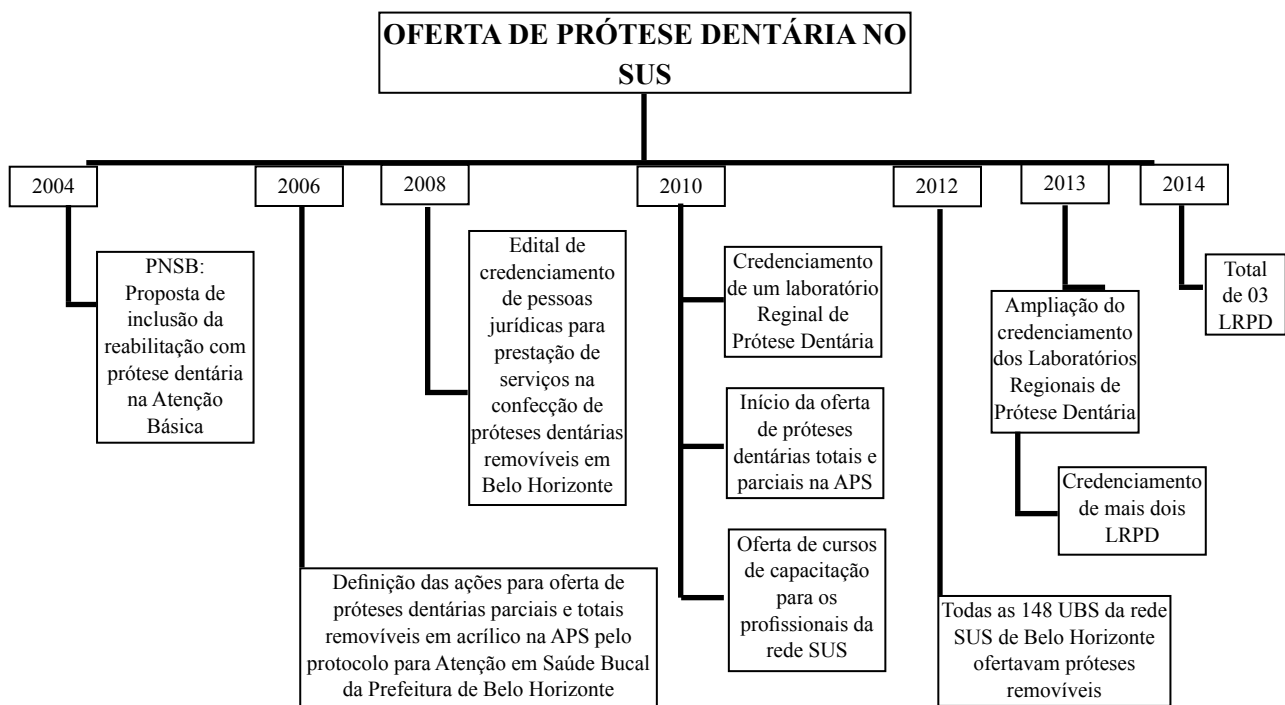 OFERTA DE PRÓTESE DENTÁRIA NO
SUS
2004
PNSB:
Proposta de
inclusão da
reabilitação com
prótese dentária
na Atenção
Básica
2006
Definição das ações para oferta de
próteses dentárias parciais e totais
removíveis em acrílico na APS pelo
protocolo para Atenção em Saúde Bucal
da Prefeitura de Belo Horizonte
2008
Edital de
credenciamento
de pessoas
jurídicas para
prestação de
serviços na
confecção de
próteses dentárias
removíveis em
Belo Horizonte
2010
Credenciamento
de um laboratório
Reginal de
Prótese Dentária
Início da oferta
de próteses
dentárias totais e
parciais na APS
Oferta de cursos
de capacitação
para os
profissionais da
rede SUS
2012
Todas as 148 UBS da rede
SUS de Belo Horizonte
ofertavam próteses
removíveis
2013
Ampliação do
credenciamento
dos Laboratórios
Regionais de
Prótese Dentária
Credenciamento
de mais dois
LRPD
2014
Total
de 03
LRPD